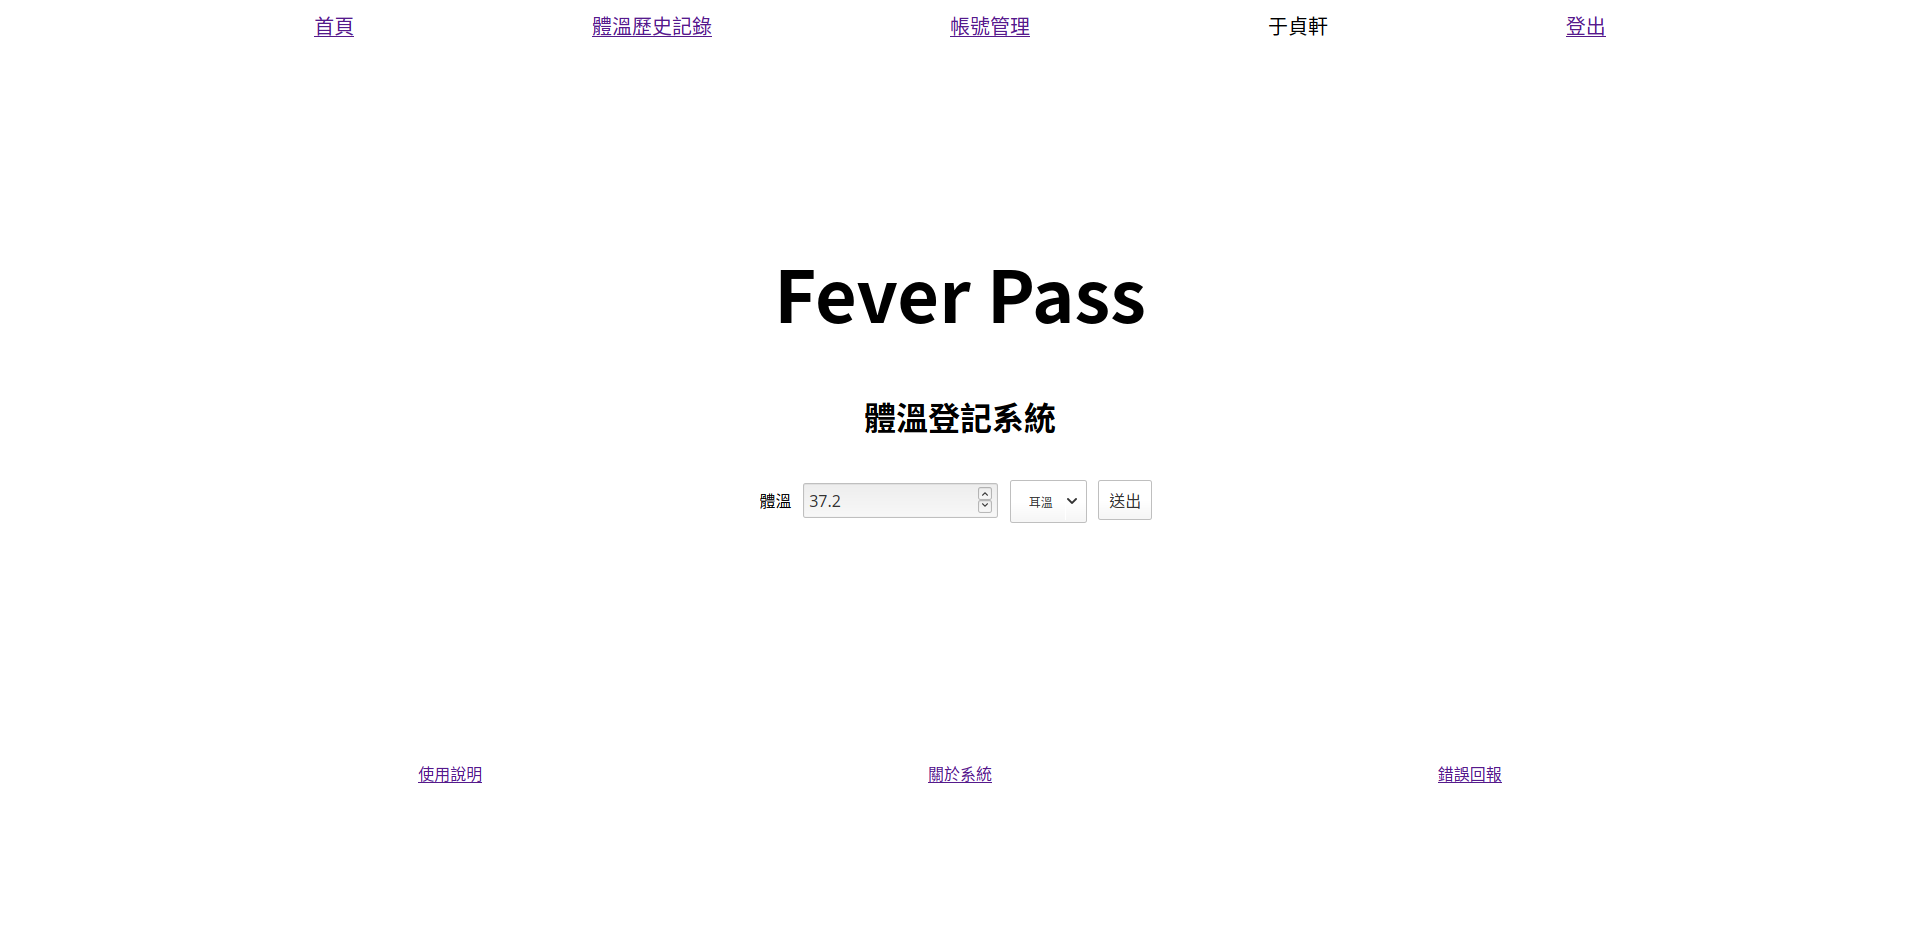 首頁 體溫歷史記錄 帳號管理 于貞軒 登出
Fever Pass
體溫登記系統
體溫 37.2 耳溫 送出
使用說明 關於系統 錯誤回報